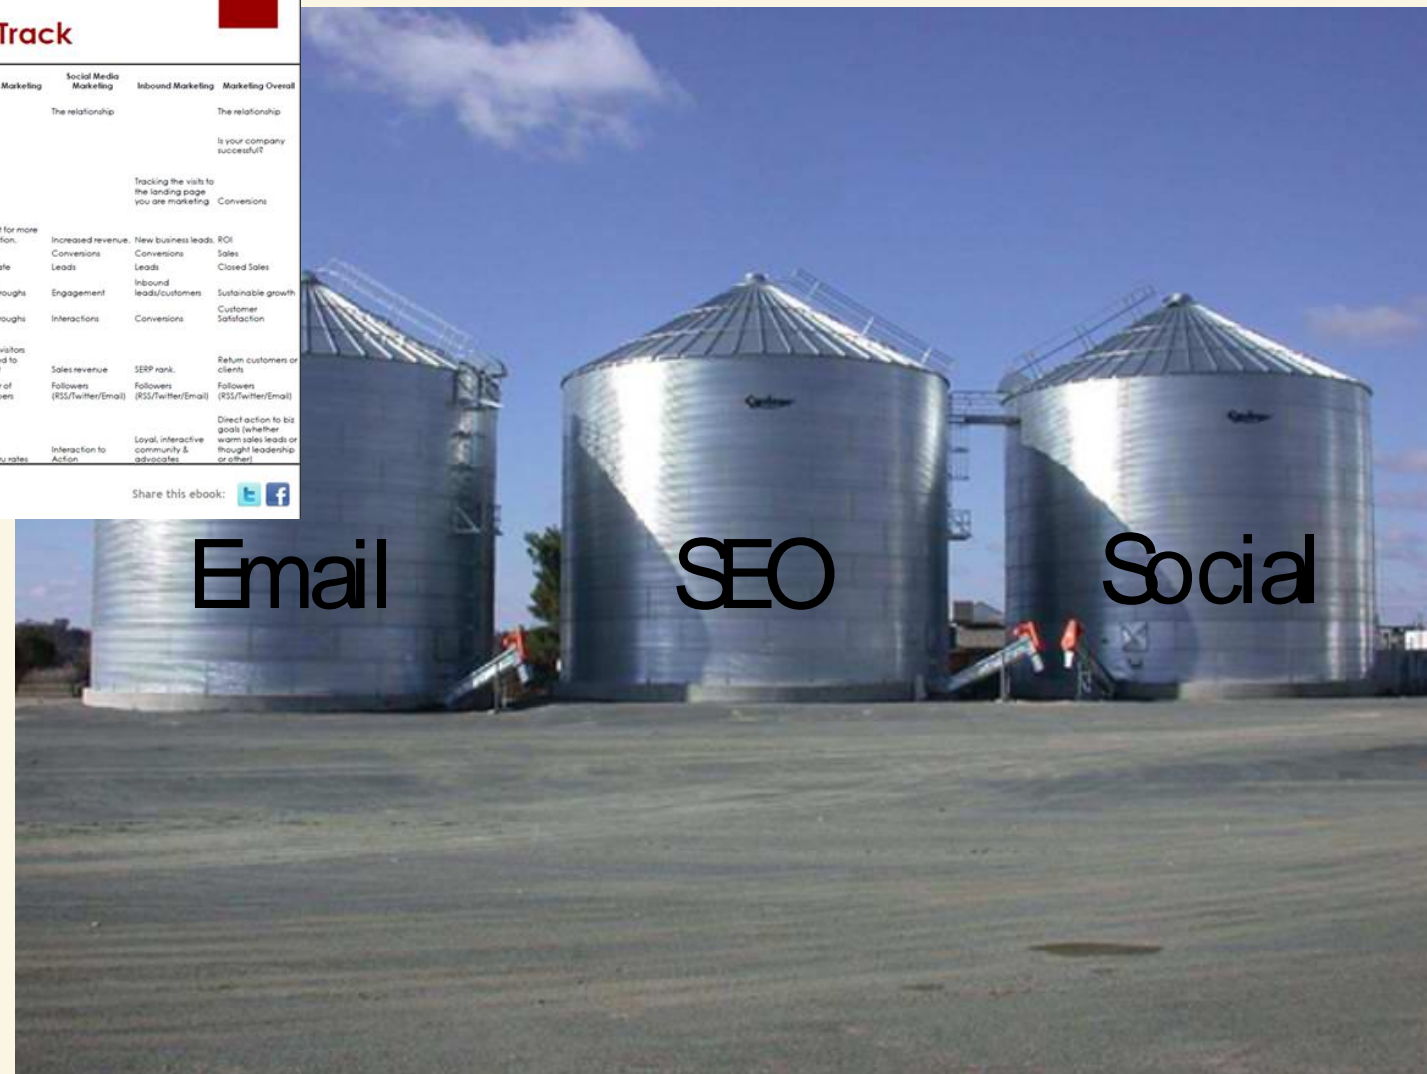 Track
Marketing
Social Media
Marketing
Inbound Marketing
Marketing Overall
The relationship
The relationship
Is your company
successful?
Tracking the visits to
the landing page
you are marketing
Conversions
for more
Increased revenue.
New business leads.
ROI
Conversions
Conversions
Sales
Leads
Leads
Closed Sales
Engagement
Inbound
leads/customers
Sustainable growth
Interactions
Conversions
Customer
Satisfaction
Sales revenue
SERP rank.
Return customers or
clients
Followers
(RSS/Twitter/Email)
Followers
(RSS/Twitter/Email)
Followers
(RSS/Twitter/Email)
rates
Interaction to
Action
Loyal, interactive
community &
advocates
Direct action to biz
goals (whether
warm sales leads or
thought leadership
or other)
Share this ebook:
Email
SEO
Social